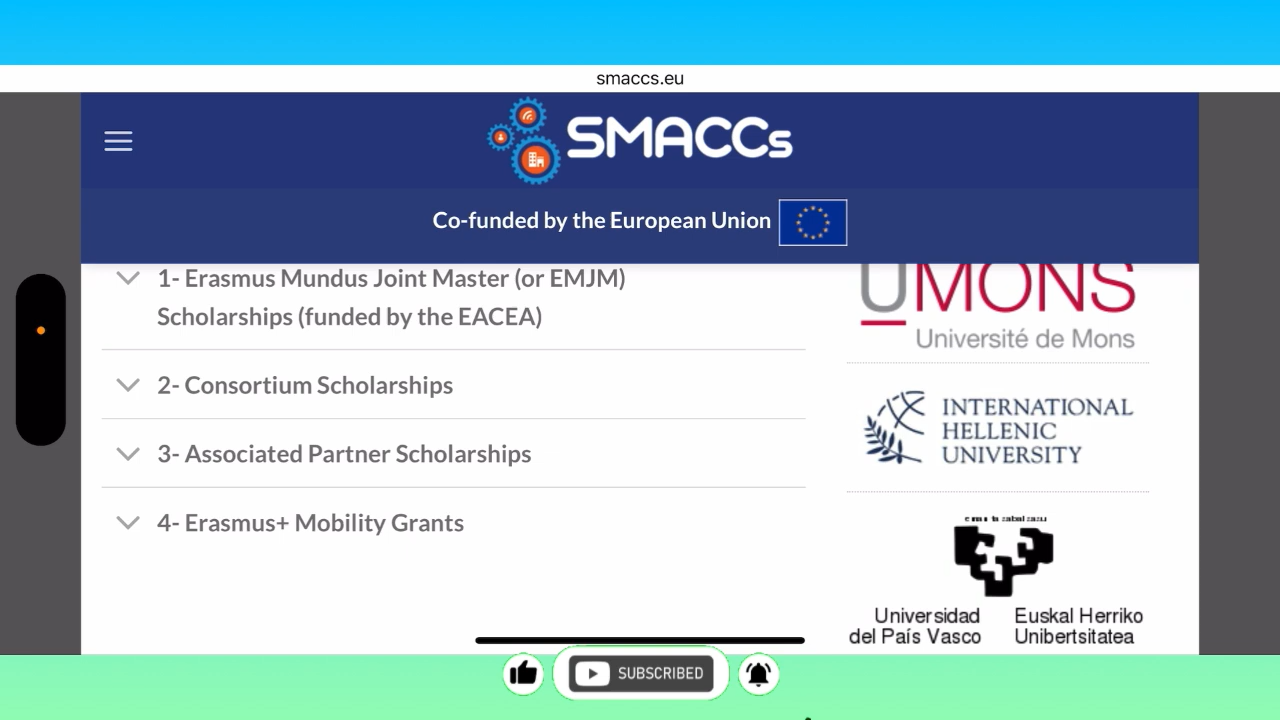 smaccs.eu
SMACCs
Co-funded by the European Union
1- Erasmus Mundus Joint Master (or EMJM)
Scholarships (funded by the EACEA)
2- Consortium Scholarships
3- Associated Partner Scholarships
4- Erasmus+ Mobility Grants
UMONS
Université de Mons
INTERNATIONAL
HELLENIC
UNIVERSITY
Universidad Euskal Herriko
del País Vasco Unibertsitatea
SUBSCRIBED